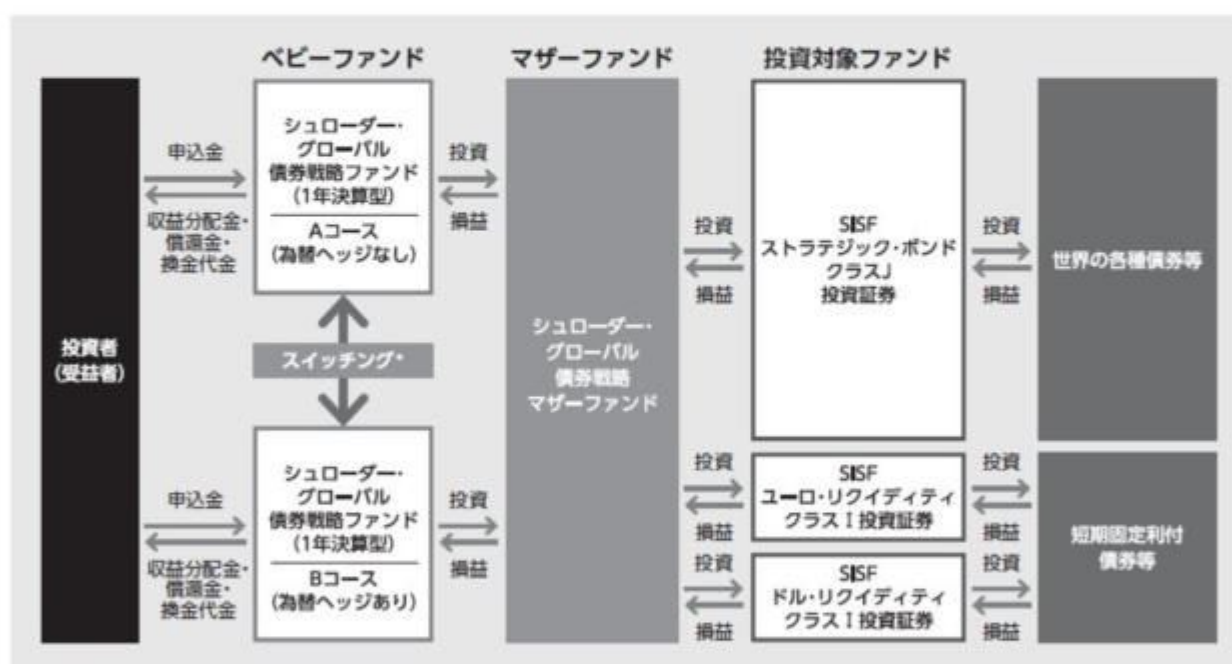 ベビーファンド
マザーファンド
投資対象ファンド
投資者
(受益者)
申込金
収益分配金・
償還金・
換金代金
シュローダー・
グローバル
債券戦略ファンド
(1年決算型)
Aコース
(為替ヘッジなし)
投資
損益
スイッチング*
申込金
収益分配金・
償還金・
換金代金
シュローダー・
グローバル
債券戦略ファンド
(1年決算型)
Bコース
(為替ヘッジあり)
投資
損益
シュローダー・
グローバル
債券戦略
マザーファンド
投資
損益
SISF
ストラテジック・ボンド
クラスJ
投資証券
投資
損益
世界の各種債券等
投資
損益
SISF
ユーロ・リクイディティ
クラスI投資証券
投資
損益
投資
損益
SISF
ドル・リクイディティ
クラスI投資証券
投資
損益
短期固定利付
債券等